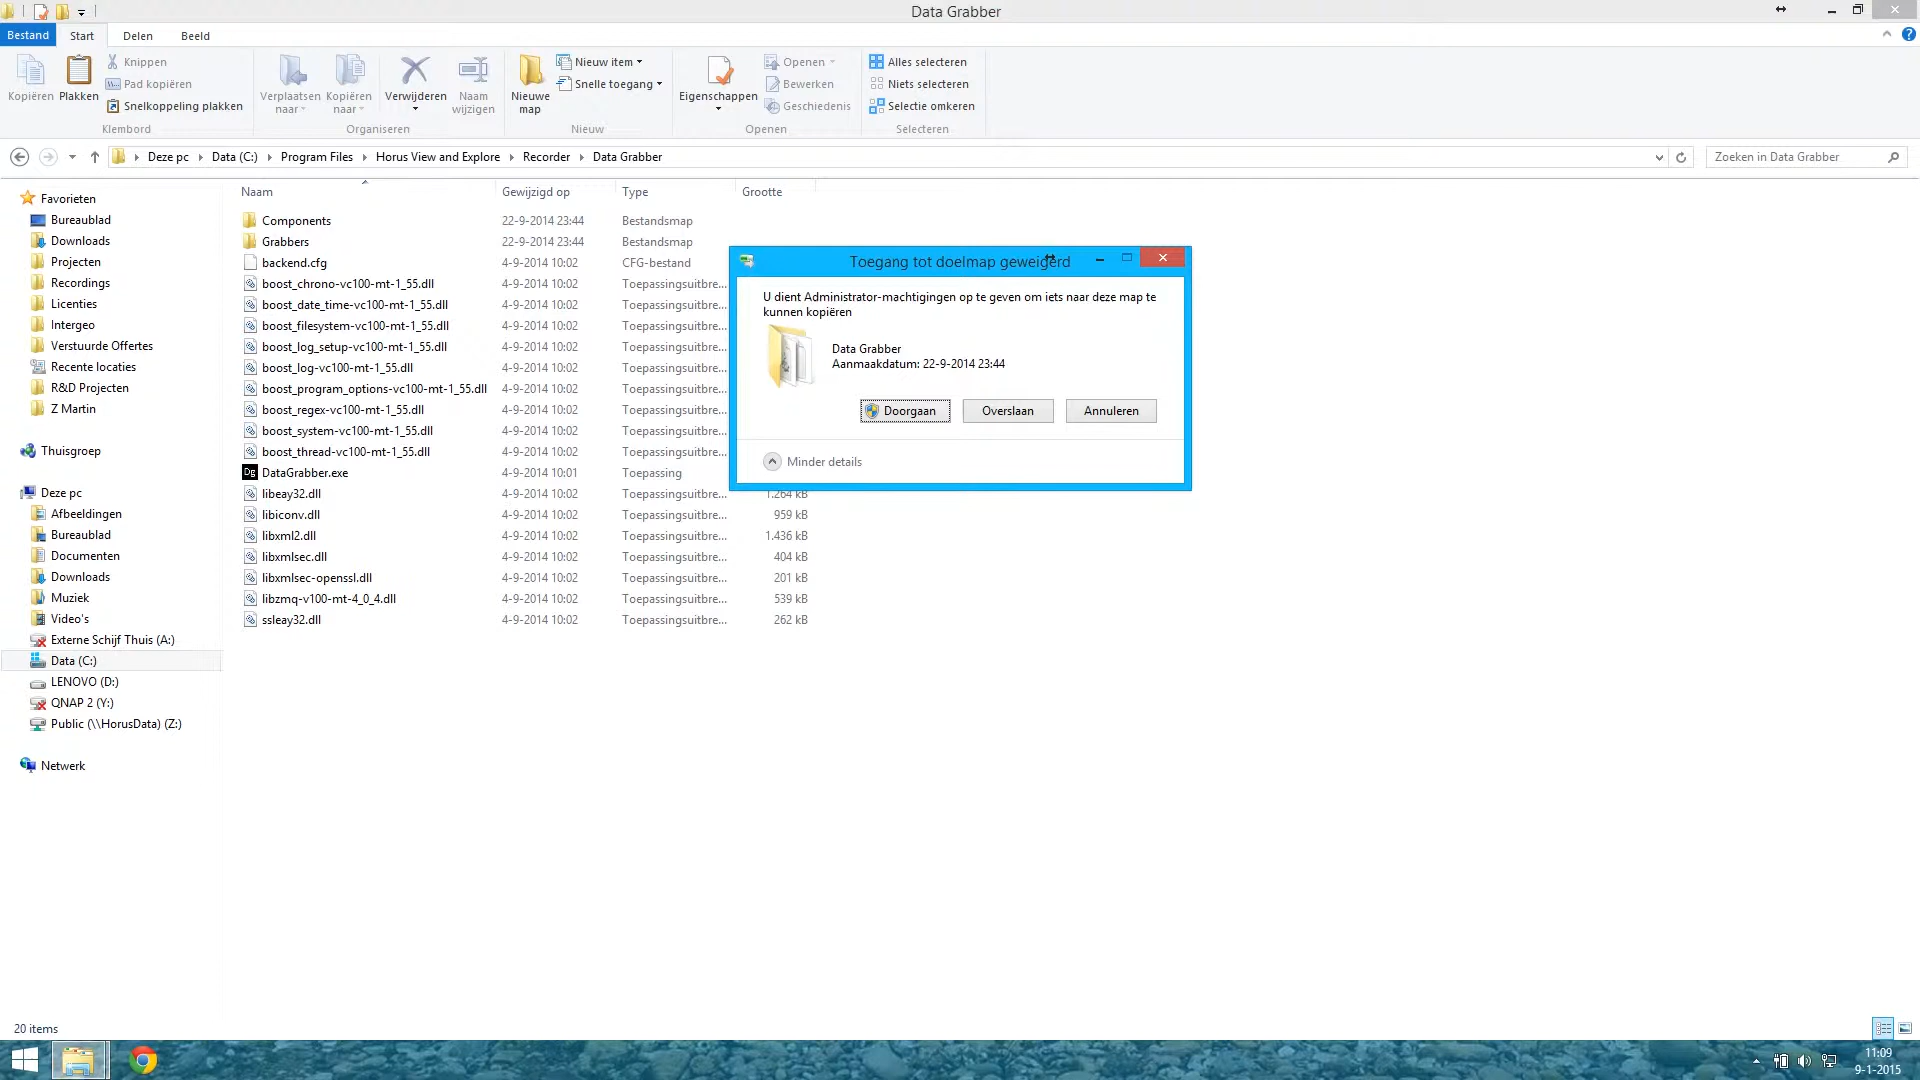 Data Grabber
Bestand Start Delen Beeld
Kopiëren Plakken Knippen
Pad kopiëren
Snelkoppeling plakken
Klembord
Verplaatsen naar Kopiëren naar Verwijderen Naam wijzigen
Organiseren
Nieuwe map Nieuw item
Snelle toegang
Nieuw
Eigenschappen Openen
Bewerken
Geschiedenis
Openen
Alles selecteren
Niets selecteren
Selectie omkeren
Selecteren
Deze pc Data (C:) Program Files Horus View and Explore Recorder Data Grabber
Zoeken in Data Grabber
Favorieten
Bureaublad
Downloads
Projecten
Recordings
Licenties
Intergeo
Verstuurde Offertes
Recente locaties
R&D Projecten
Z Martin
Thuisgroep
Deze pc
Afbeeldingen
Bureaublad
Documenten
Downloads
Muziek
Video's
Externe Schijf Thuis (A:)
Data (C:)
LENOVO (D:)
QNAP 2 (Y:)
Public (\\HorusData) (Z:)
Netwerk
Naam Gewijzigd op Type Grootte
Components 22-9-2014 23:44 Bestandsmap
Grabbers 22-9-2014 23:44 Bestandsmap
backend.cfg 4-9-2014 10:02 CFG-bestand
boost_chrono-vc100-mt-1_55.dll 4-9-2014 10:02 Toepassingsuitbre...
boost_date_time-vc100-mt-1_55.dll 4-9-2014 10:02 Toepassingsuitbre...
boost_filesystem-vc100-mt-1_55.dll 4-9-2014 10:02 Toepassingsuitbre...
boost_log_setup-vc100-mt-1_55.dll 4-9-2014 10:02 Toepassingsuitbre...
boost_log-vc100-mt-1_55.dll 4-9-2014 10:02 Toepassingsuitbre...
boost_program_options-vc100-mt-1_55.dll 4-9-2014 10:02 Toepassingsuitbre...
boost_regex-vc100-mt-1_55.dll 4-9-2014 10:02 Toepassingsuitbre...
boost_system-vc100-mt-1_55.dll 4-9-2014 10:02 Toepassingsuitbre...
boost_thread-vc100-mt-1_55.dll 4-9-2014 10:02 Toepassingsuitbre...
Dg DataGrabber.exe 4-9-2014 10:01 Toepassing
libeay32.dll 4-9-2014 10:02 Toepassingsuitbre... 1.264 kB
libiconv.dll 4-9-2014 10:02 Toepassingsuitbre... 959 kB
libxml2.dll 4-9-2014 10:02 Toepassingsuitbre... 1.436 kB
libxmlsec.dll 4-9-2014 10:02 Toepassingsuitbre... 404 kB
libxmlsec-openssl.dll 4-9-2014 10:02 Toepassingsuitbre... 201 kB
libzmq-v100-mt-4_0_4.dll 4-9-2014 10:02 Toepassingsuitbre... 539 kB
ssleay32.dll 4-9-2014 10:02 Toepassingsuitbre... 262 kB
Toegang tot doelmap geweigerd
U dient Administrator-machtigingen op te geven om iets naar deze map te
kunnen kopiëren
Data Grabber
Aanmaakdatum: 22-9-2014 23:44
Doorgaan Overslaan Annuleren
Minder details
20 items
11:09
9-1-2015